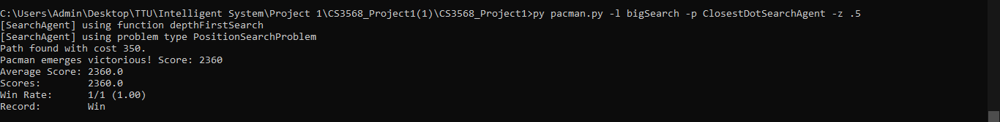 C:\Users\Admin\Desktop\TTU\Intelligent System\Project 1\CS3568_Project1(1)\CS3568_Project1>py pacman.py -l bigSearch -p ClosestDotSearchAgent -z .5
[SearchAgent] using function depthFirstSearch
[SearchAgent] using problem type PositionSearchProblem
Path found with cost 350.
Pacman emerges victorious! Score: 2360
Average Score: 2360.0
Scores:        2360.0
Win Rate:      1/1 (1.00)
Record:        Win